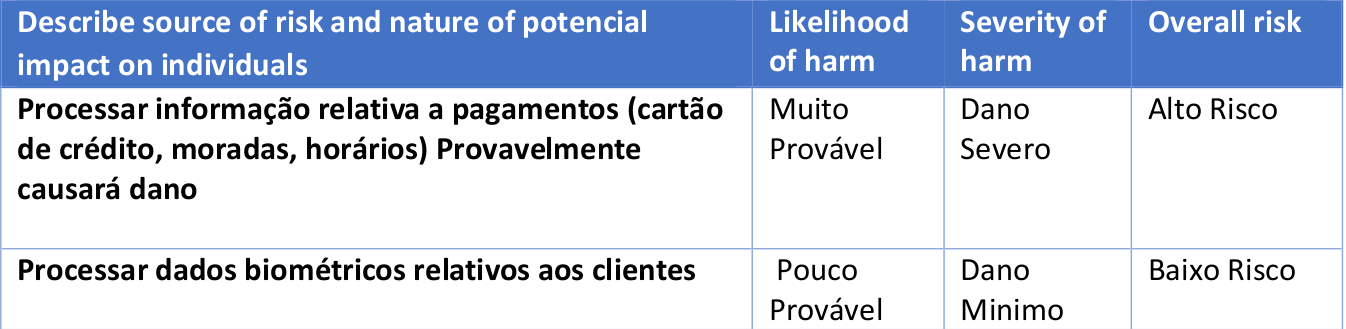 Describe source of risk and nature of potencial
impact on individuals
Likelihood
of harm
Severity of
harm
Overall risk
Processar informação relativa a pagamentos (cartão
de crédito, moradas, horários) Provavelmente
causará dano
Muito
Provável
Dano
Severo
Alto Risco
Processar dados biométricos relativos aos clientes
Pouco
Provável
Dano
Minimo
Baixo Risco